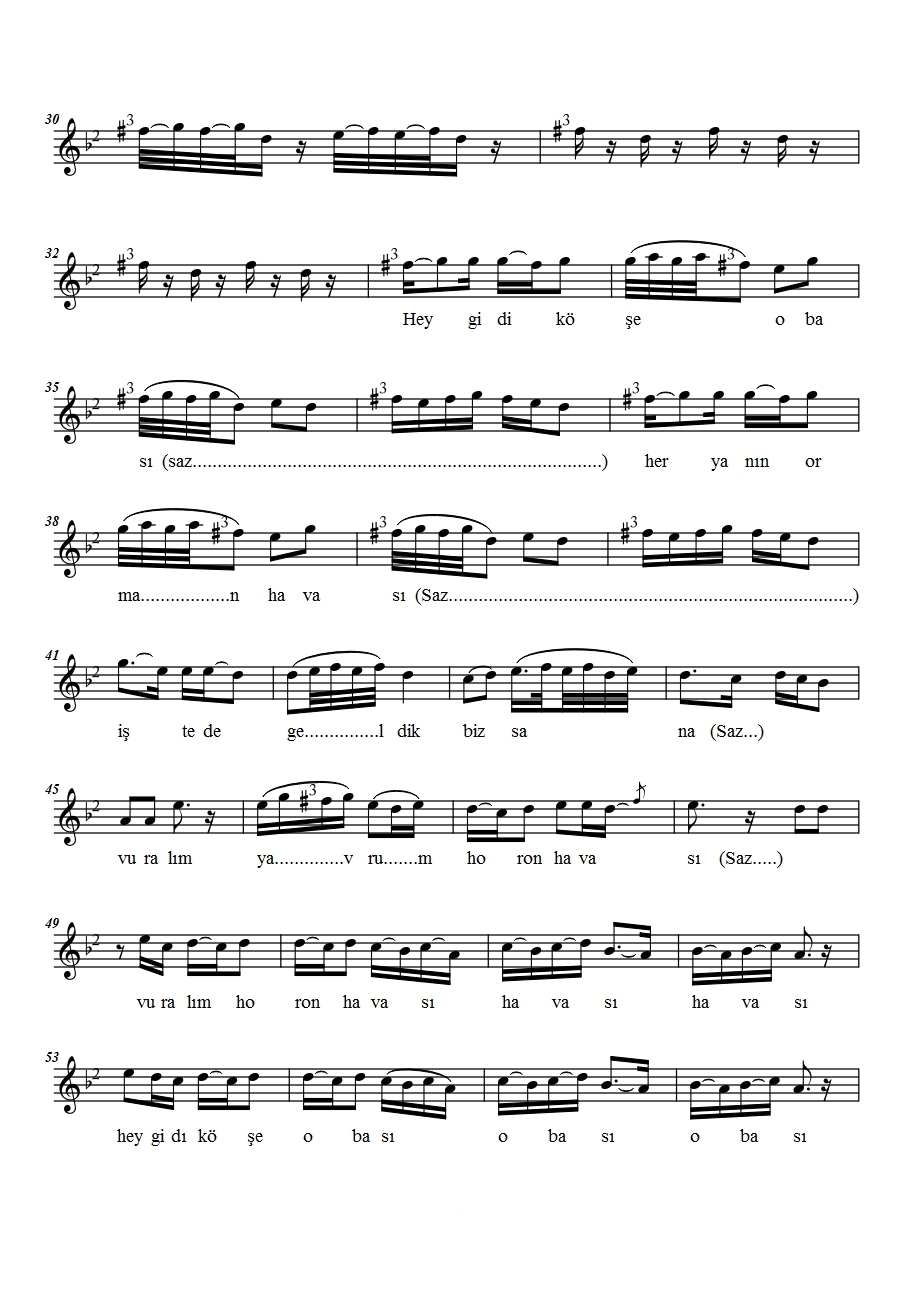 30
32
Hey gi di kö şe o ba
35
sı (saz..................................................................................) her ya nın or
38
ma..................n ha va sı (Saz.................................................................................)
41
iş te de ge...............l dik biz sa na (Saz...)
45
vu ra lım ya..............v ru.......m ho ron ha va sı (Saz.....)
49
vu ra lım ho ron ha va sı ha va sı ha va sı
53
hey gi dı kö şe o ba sı o ba sı o ba sı